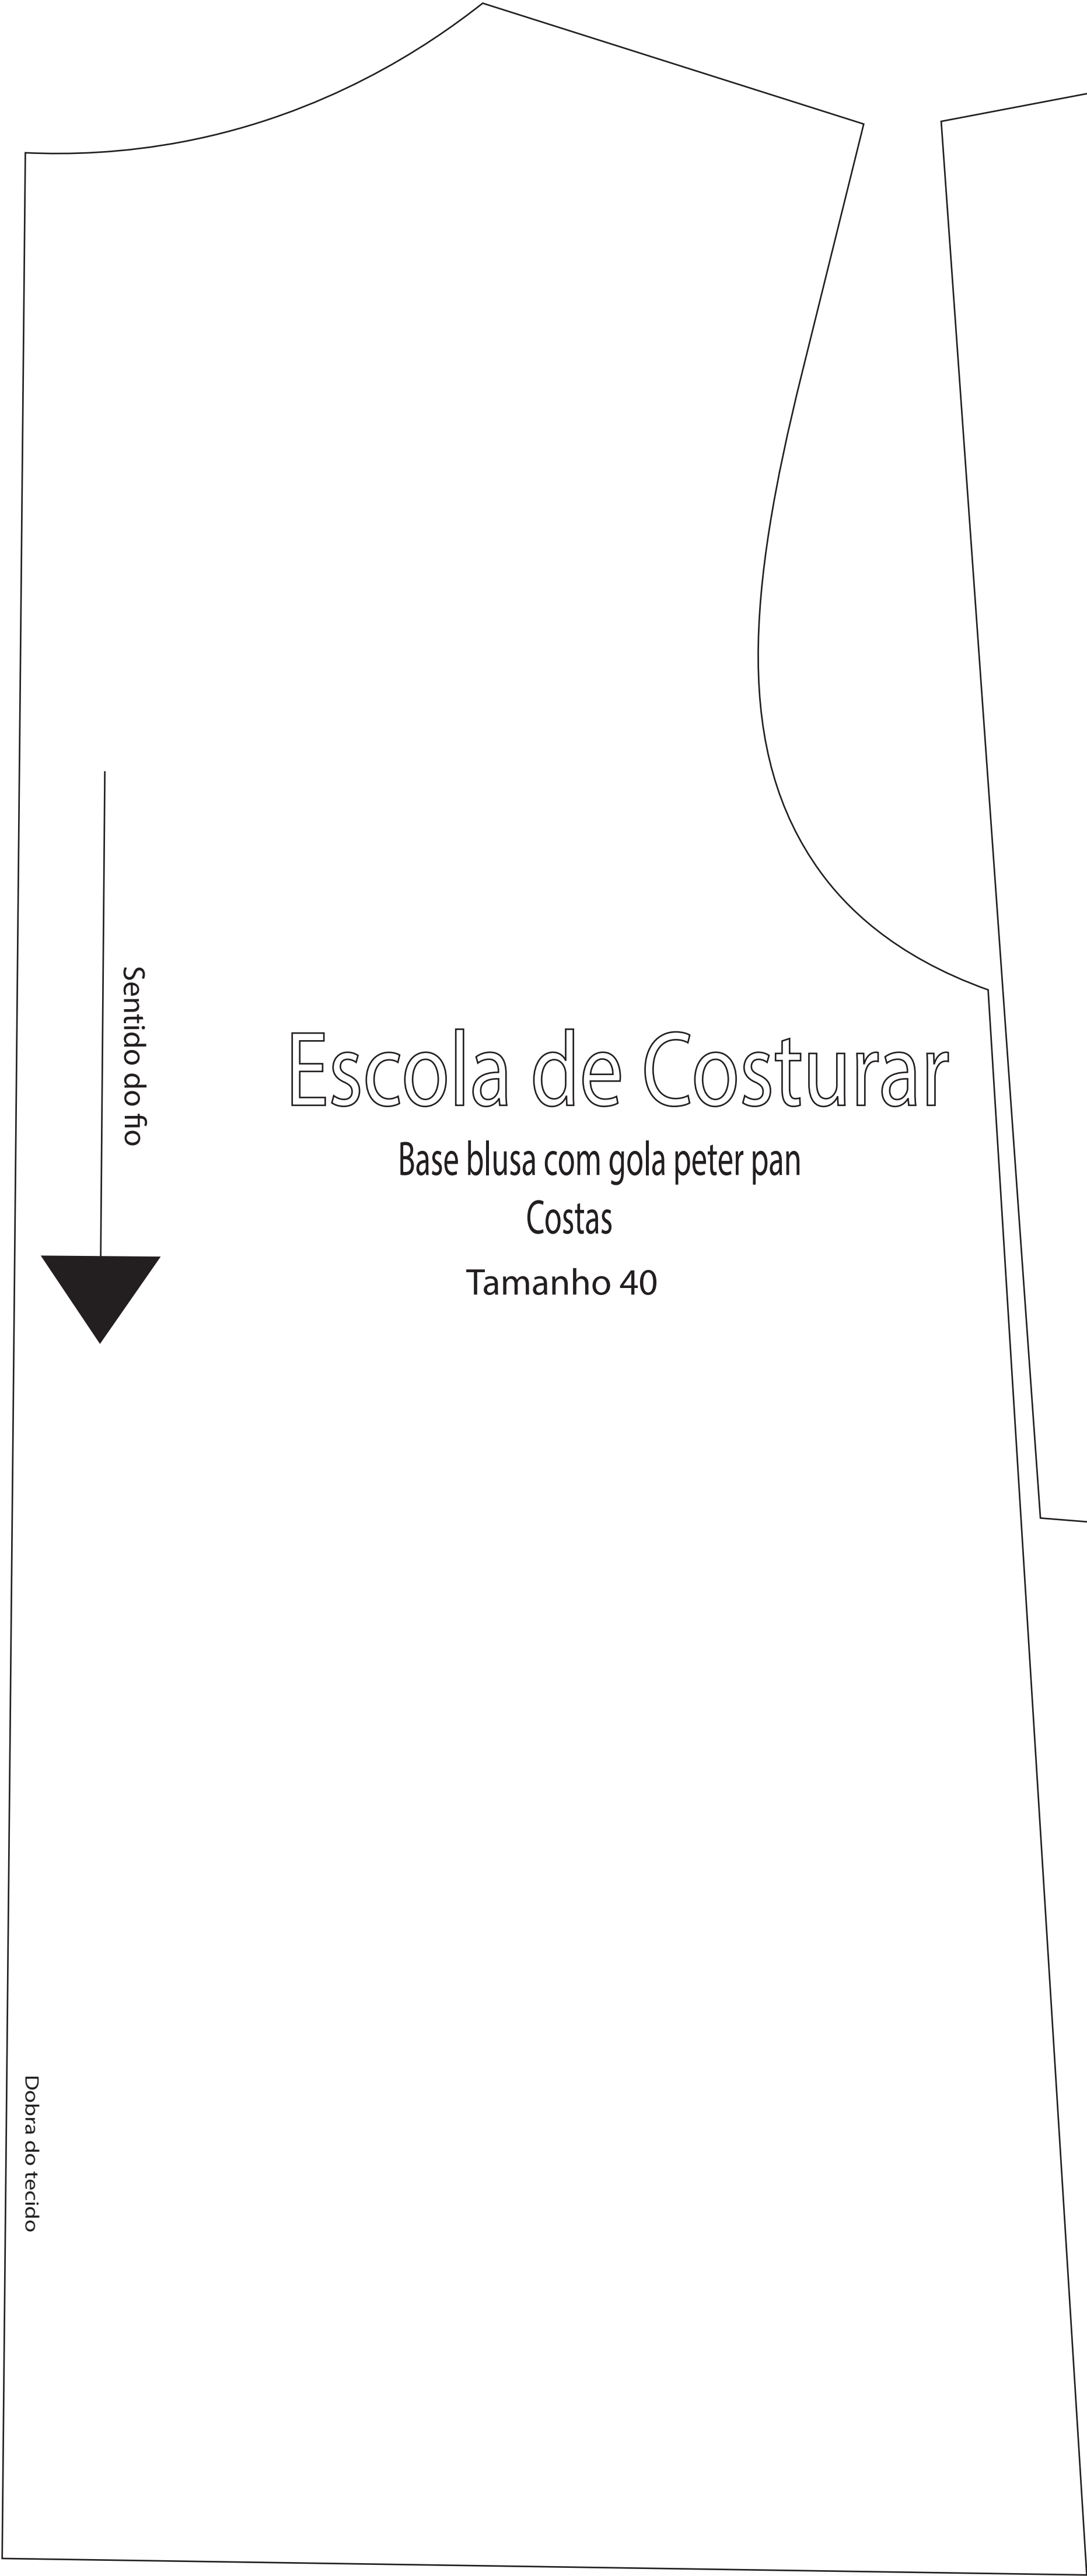 Sentido do fio
Escola de Costurar
Base blusa com gola peter pan
Costas
Tamanho 40
Dobra do tecido